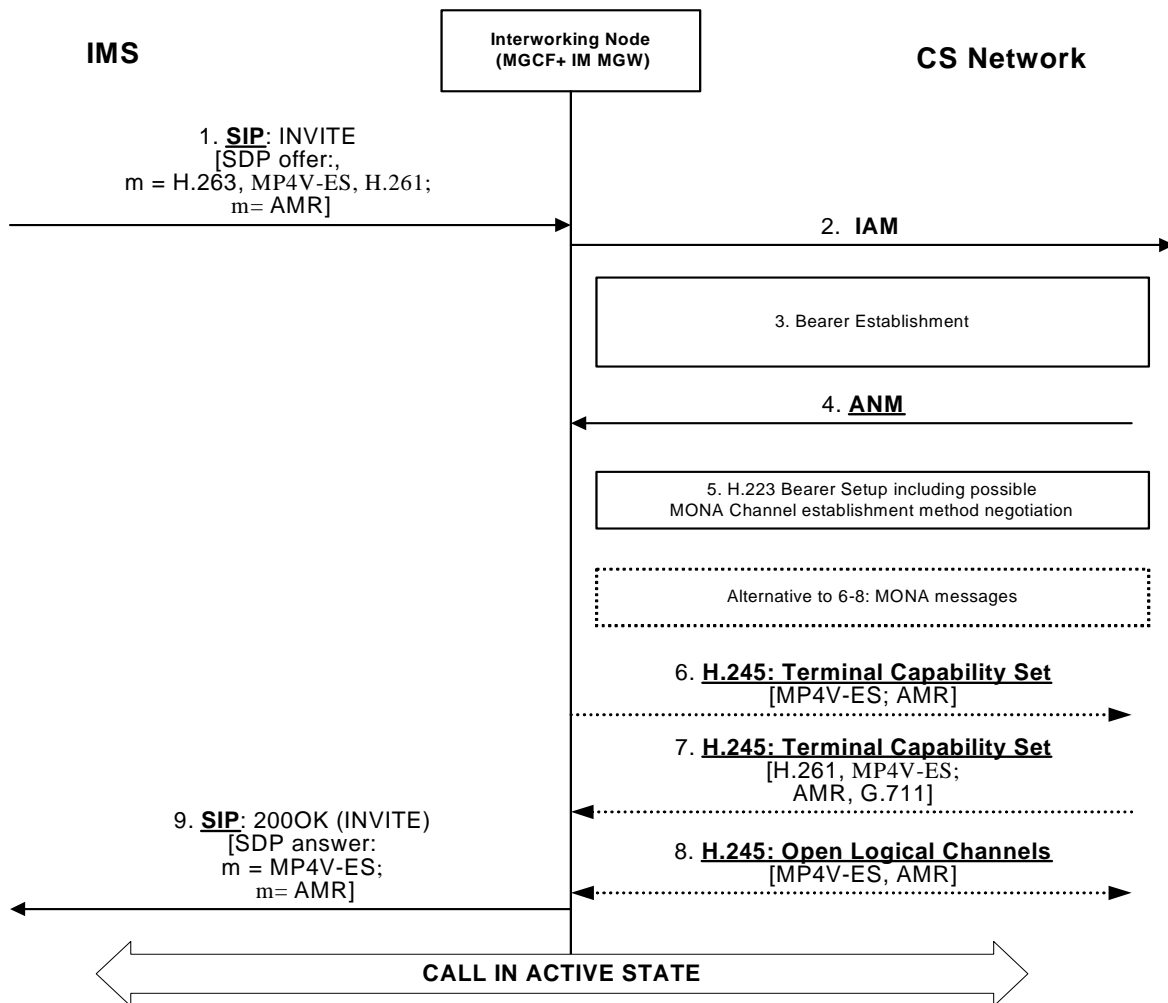 IMS
Interworking Node
(MGCF+ IM MGW)
CS Network
1. SIP: INVITE
[SDP offer:,
m = H.263, MP4V-ES, H.261;
m= AMR]
2. IAM
3. Bearer Establishment
4. ANM
5. H.223 Bearer Setup including possible
MONA Channel establishment method negotiation
Alternative to 6-8: MONA messages
6. H.245: Terminal Capability Set
[MP4V-ES; AMR]
7. H.245: Terminal Capability Set
[H.261, MP4V-ES;
AMR, G.711]
9. SIP: 200OK (INVITE)
[SDP answer:
m = MP4V-ES;
m= AMR]
8. H.245: Open Logical Channels
[MP4V-ES, AMR]
CALL IN ACTIVE STATE